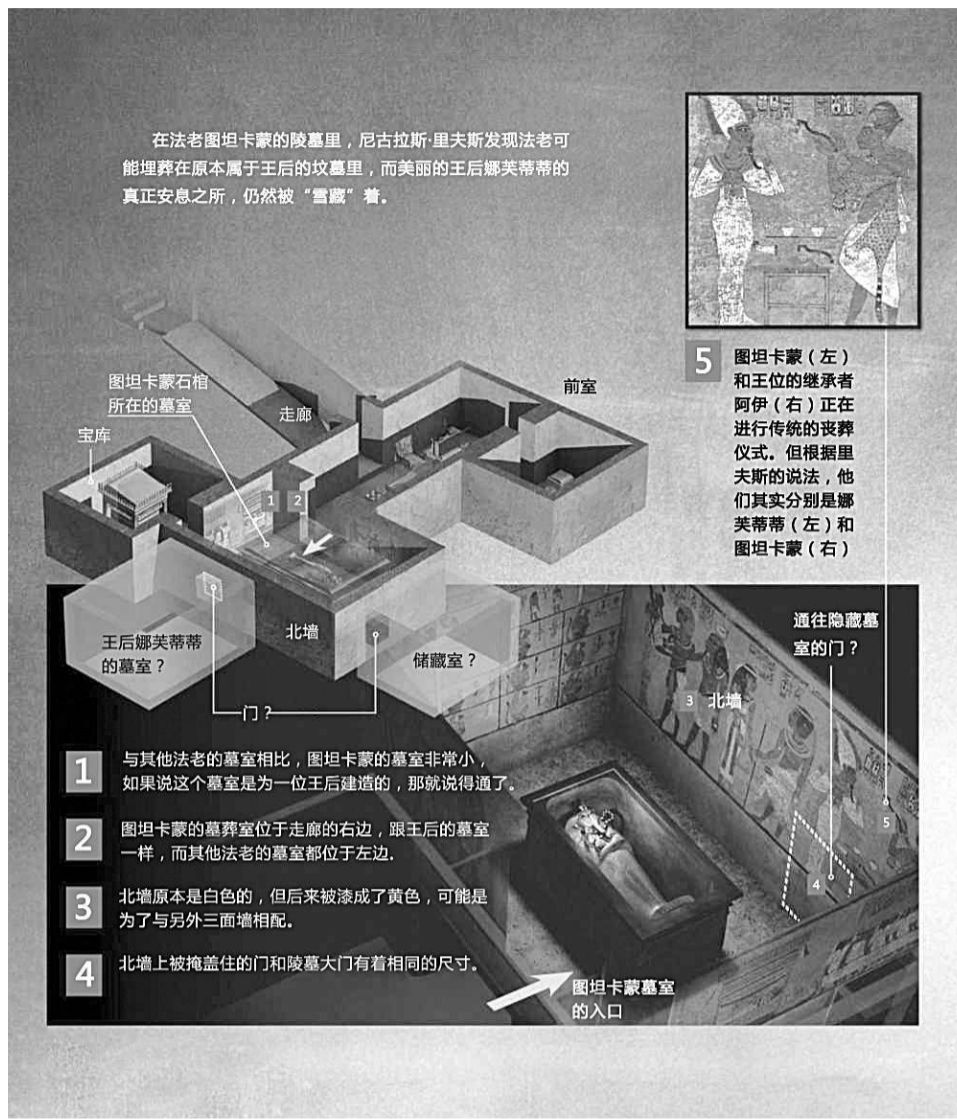 在法老图坦卡蒙的陵墓里，尼古拉斯·里夫斯发现法老可
能埋葬在原本属于王后的坟墓里，而美丽的王后娜芙蒂蒂的
真正安息之所，仍然被“雪藏”着。
5
图坦卡蒙（左）
和王位的继承者
阿伊（右）正在
进行传统的丧葬
仪式。但根据里
夫斯的说法，他
们其实分别是娜
芙蒂蒂（左）和
图坦卡蒙（右）
前室
图坦卡蒙石棺
所在的墓室
走廊
宝库
1
2
王后娜芙蒂蒂
的墓室？
北墙
储藏室？
门？
通往隐藏墓
室的门？
3
北墙
5
4
1
与其他法老的墓室相比，图坦卡蒙的墓室非常小，
如果说这个墓室是为一位王后建造的，那就说得通了。
2
图坦卡蒙的墓葬室位于走廊的右边，跟王后的墓室
一样，而其他法老的墓室都位于左边.
3
北墙原本是白色的，但后来被漆成了黄色，可能是
为了与另外三面墙相配。
4
北墙上被掩盖住的门和陵墓大门有着相同的尺寸。
图坦卡蒙墓室
的入口